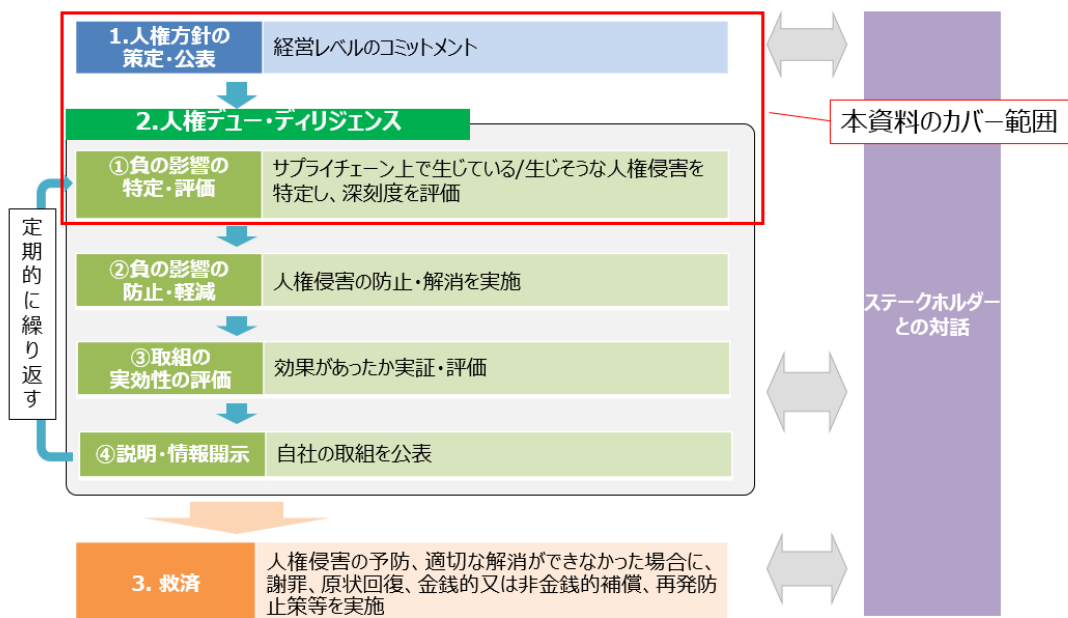 1.人権方針の
策定・公表
経営レベルのコミットメント
2.人権デュー・ディリジェンス
本資料のカバー範囲
①負の影響の
特定・評価
サプライチェーン上で生じている/生じそうな人権侵害を
特定し、深刻度を評価
定期的に繰り返す
②負の影響の
防止・軽減
人権侵害の防止・解消を実施
ステークホルダー
との対話
③取組の
実効性の評価
効果があったか実証・評価
④説明・情報開示
自社の取組を公表
3. 救済
人権侵害の予防、適切な解消ができなかった場合に、
謝罪、原状回復、金銭的又は非金銭的補償、再発防
止策等を実施